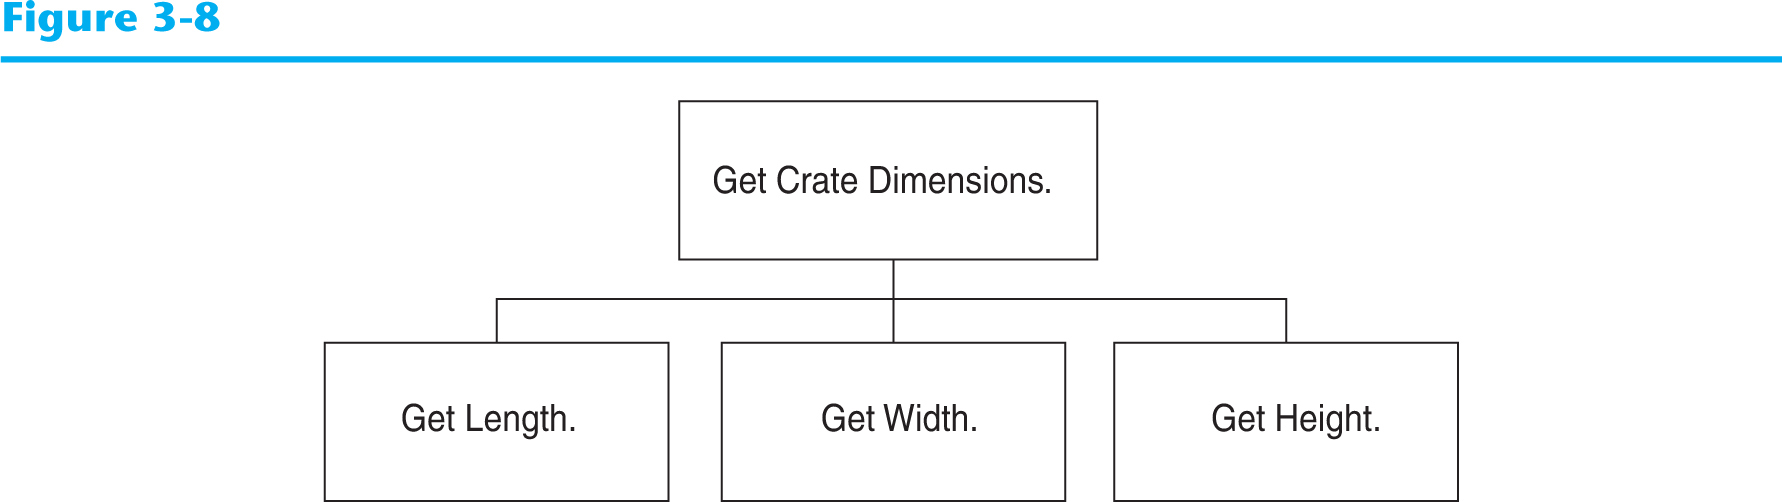 Figure 3-8
Get Crate Dimensions.
Get Length.
Get Width.
Get Height.